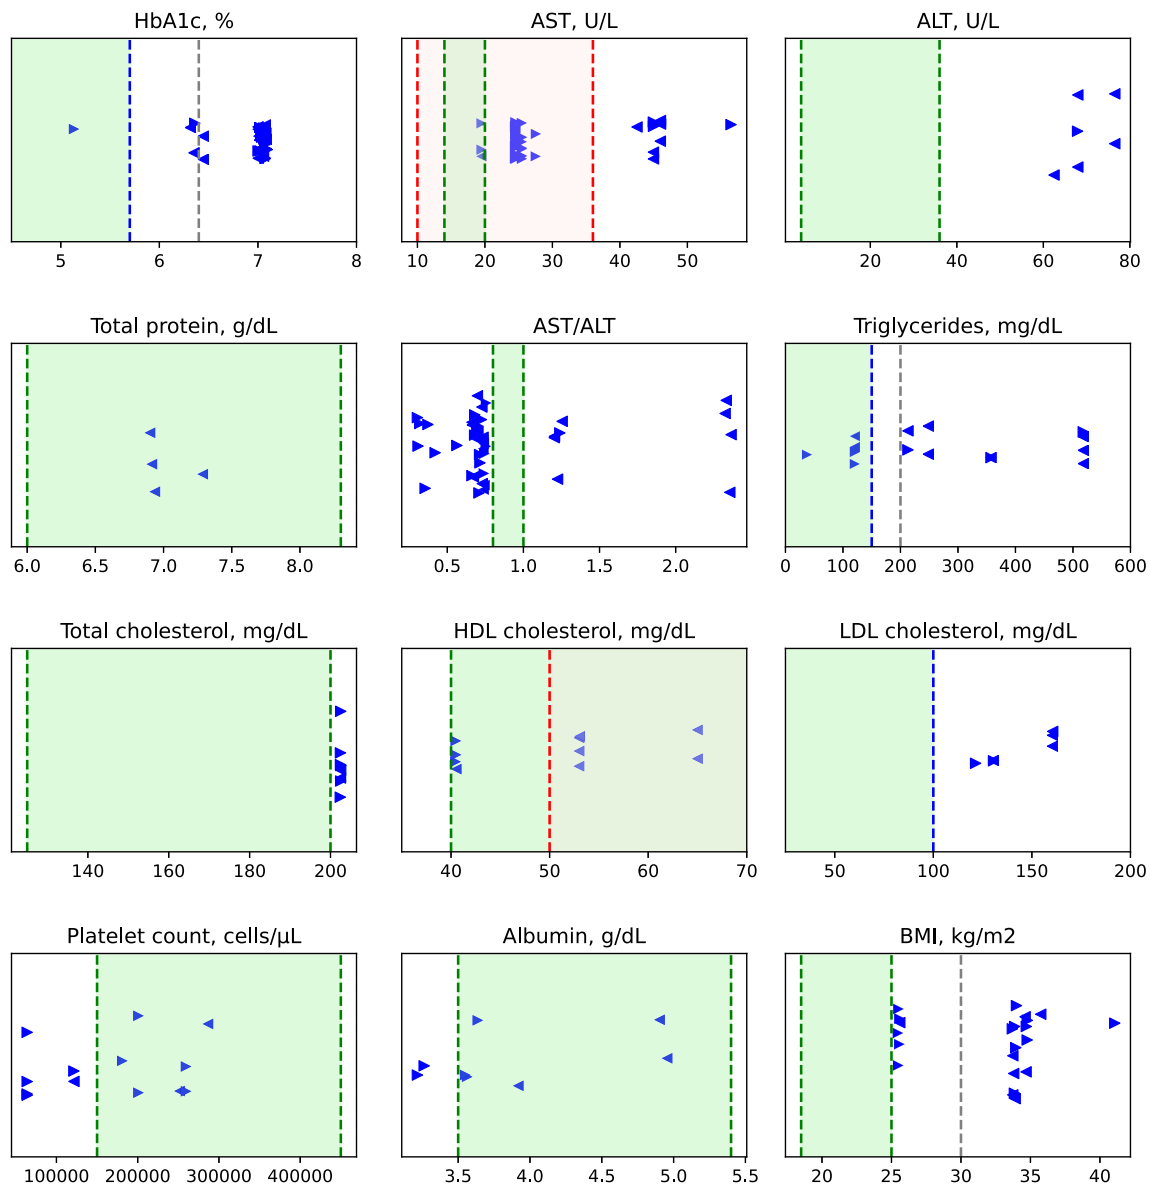 HbA1c, % AST, U/L ALT, U/L
5 6 7 8 10 20 30 40 50 20 40 60 80
Total protein, g/dL AST/ALT Triglycerides, mg/dL
6.0 6.5 7.0 7.5 8.0 0.5 1.0 1.5 2.0 0 100 200 300 400 500 600
Total cholesterol, mg/dL HDL cholesterol, mg/dL LDL cholesterol, mg/dL
140 160 180 200 40 50 60 70 50 100 150 200
Platelet count, cells/μL Albumin, g/dL BMI, kg/m2
100000 200000 300000 400000 3.5 4.0 4.5 5.0 5.5 20 25 30 35 40